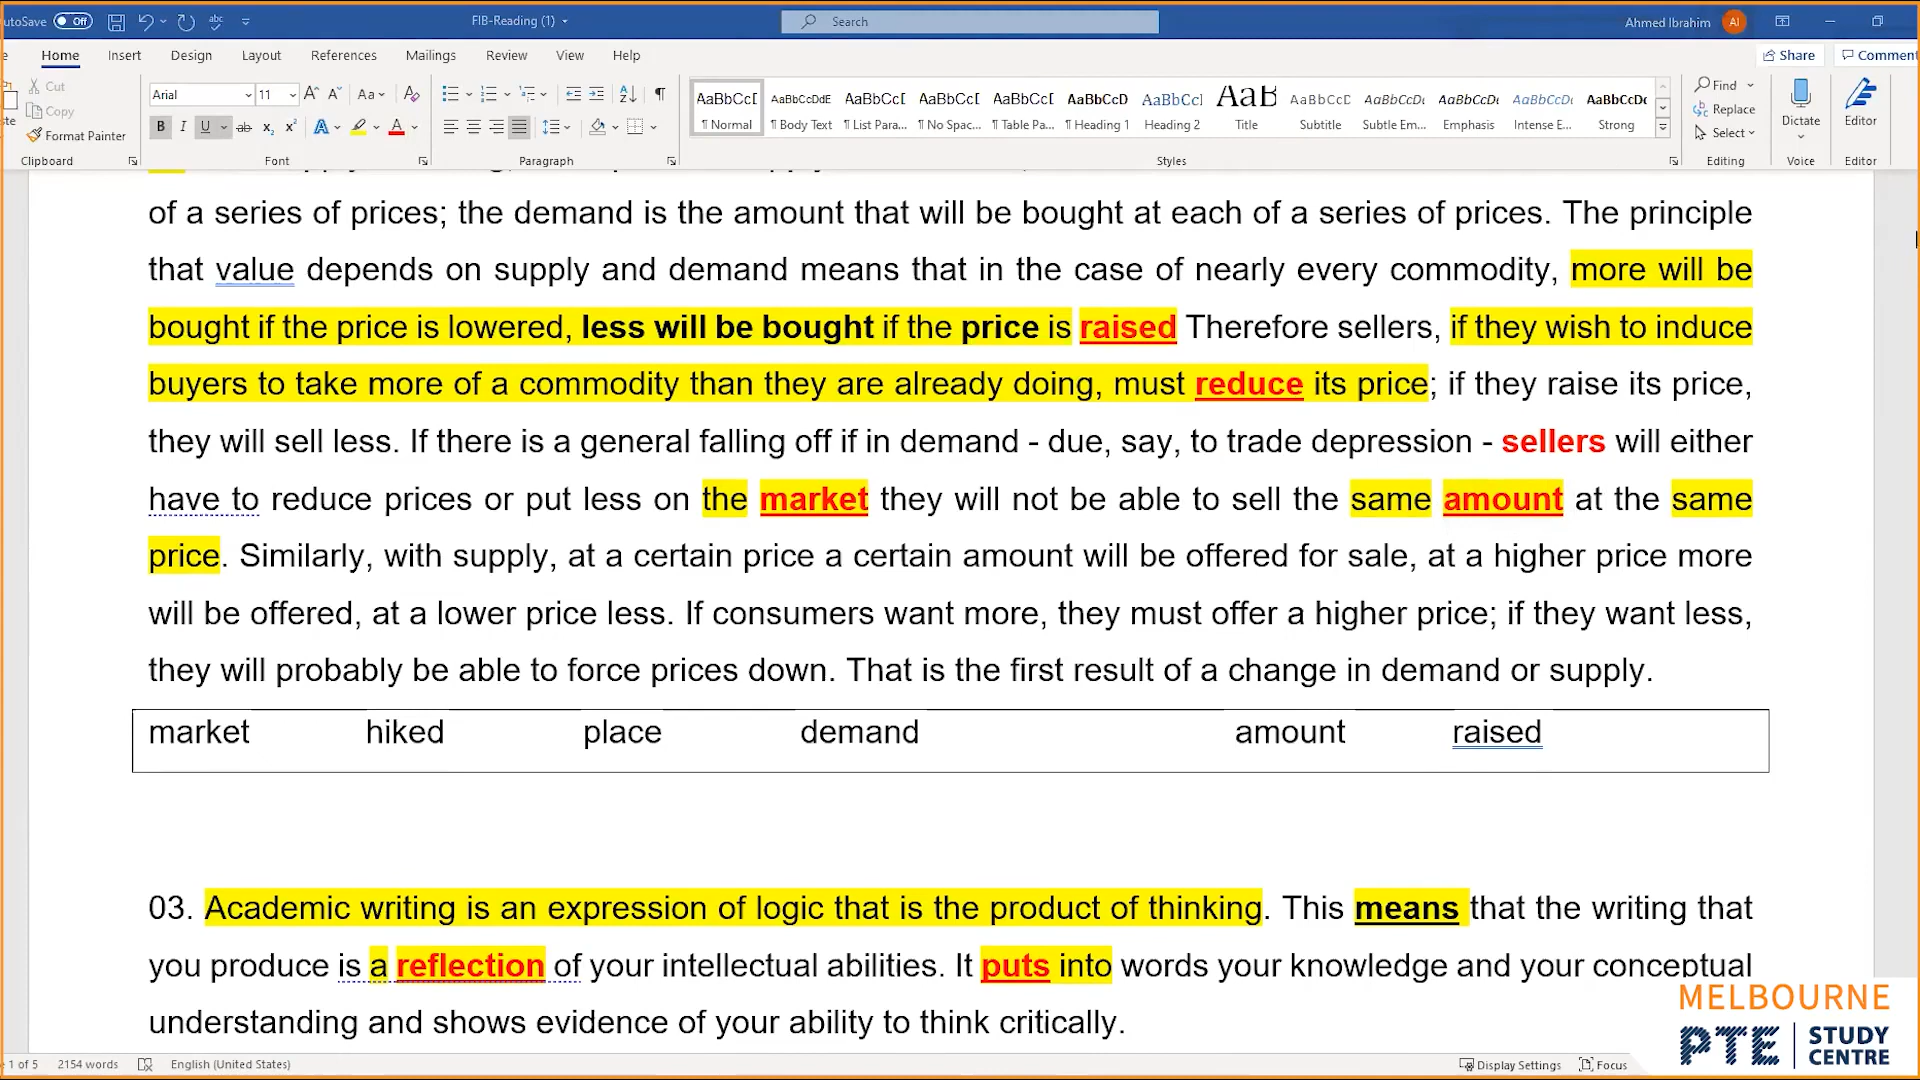 utoSave Off FIB-Reading (1) Search Ahmed Ibrahim AI
Home Insert Design Layout References Mailings Review View Help Share Comment
Cut
Copy
Format Painter
Clipboard
Arial 11
Font
Paragraph
AaBbCcD AaBbCcDdE AaBbCcD AaBbCcD AaBbCcD AaBbCcD AaBbCcI AaB AaBbCcD AaBbCcDc AaBbCcDc AaBbCcDc AaBbCcDc
¶ Normal ¶ Body Text ¶ List Para... ¶ No Spac... ¶ Table Pa... ¶ Heading 1 Heading 2 Title Subtitle Subtle Em... Emphasis Intense E... Strong
Styles
Find
Replace
Select
Editing
Dictate
Voice
Editor
Editor
of a series of prices; the demand is the amount that will be bought at each of a series of prices. The principle
that value depends on supply and demand means that in the case of nearly every commodity, more will be
bought if the price is lowered, less will be bought if the price is raised Therefore sellers, if they wish to induce
buyers to take more of a commodity than they are already doing, must reduce its price; if they raise its price,
they will sell less. If there is a general falling off if in demand - due, say, to trade depression - sellers will either
have to reduce prices or put less on the market they will not be able to sell the same amount at the same
price. Similarly, with supply, at a certain price a certain amount will be offered for sale, at a higher price more
will be offered, at a lower price less. If consumers want more, they must offer a higher price; if they want less,
they will probably be able to force prices down. That is the first result of a change in demand or supply.
market hiked place demand amount raised
03. Academic writing is an expression of logic that is the product of thinking. This means that the writing that
you produce is a reflection of your intellectual abilities. It puts into words your knowledge and your conceptual
understanding and shows evidence of your ability to think critically.
MELBOURNE
PTE STUDY CENTRE
e 1 of 5 2154 words English (United States) Display Settings Focus